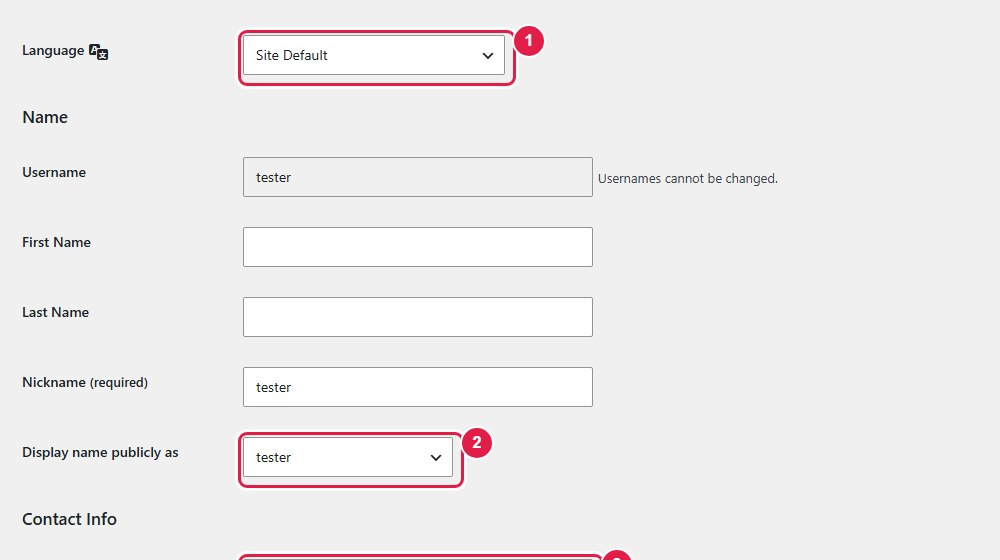 Language
Site Default
1
Name
Username
tester
Usernames cannot be changed.
First Name
Last Name
Nickname (required)
tester
Display name publicly as
tester
2
Contact Info